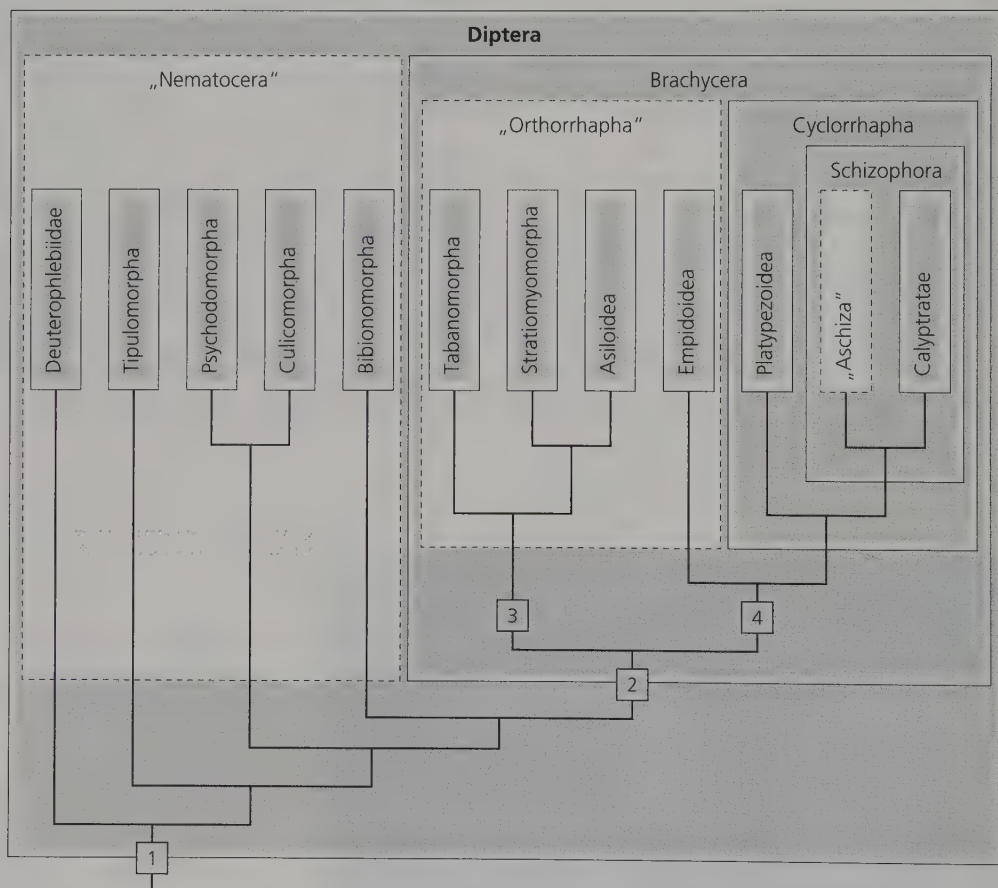 Diptera
„Nematocera“
Brachycera
„Orthorrhapha“
Cyclorrhapha
Schizophora
Deuterophlebiidae
Tipulomorpha
Psychodomorpha
Culicomorpha
Bibionomorpha
Tabanomorpha
Stratiomyomorpha
Asiloidea
Empidoidea
Platypezoidea
„Aschiza“
Calyptratae
3
4
2
1